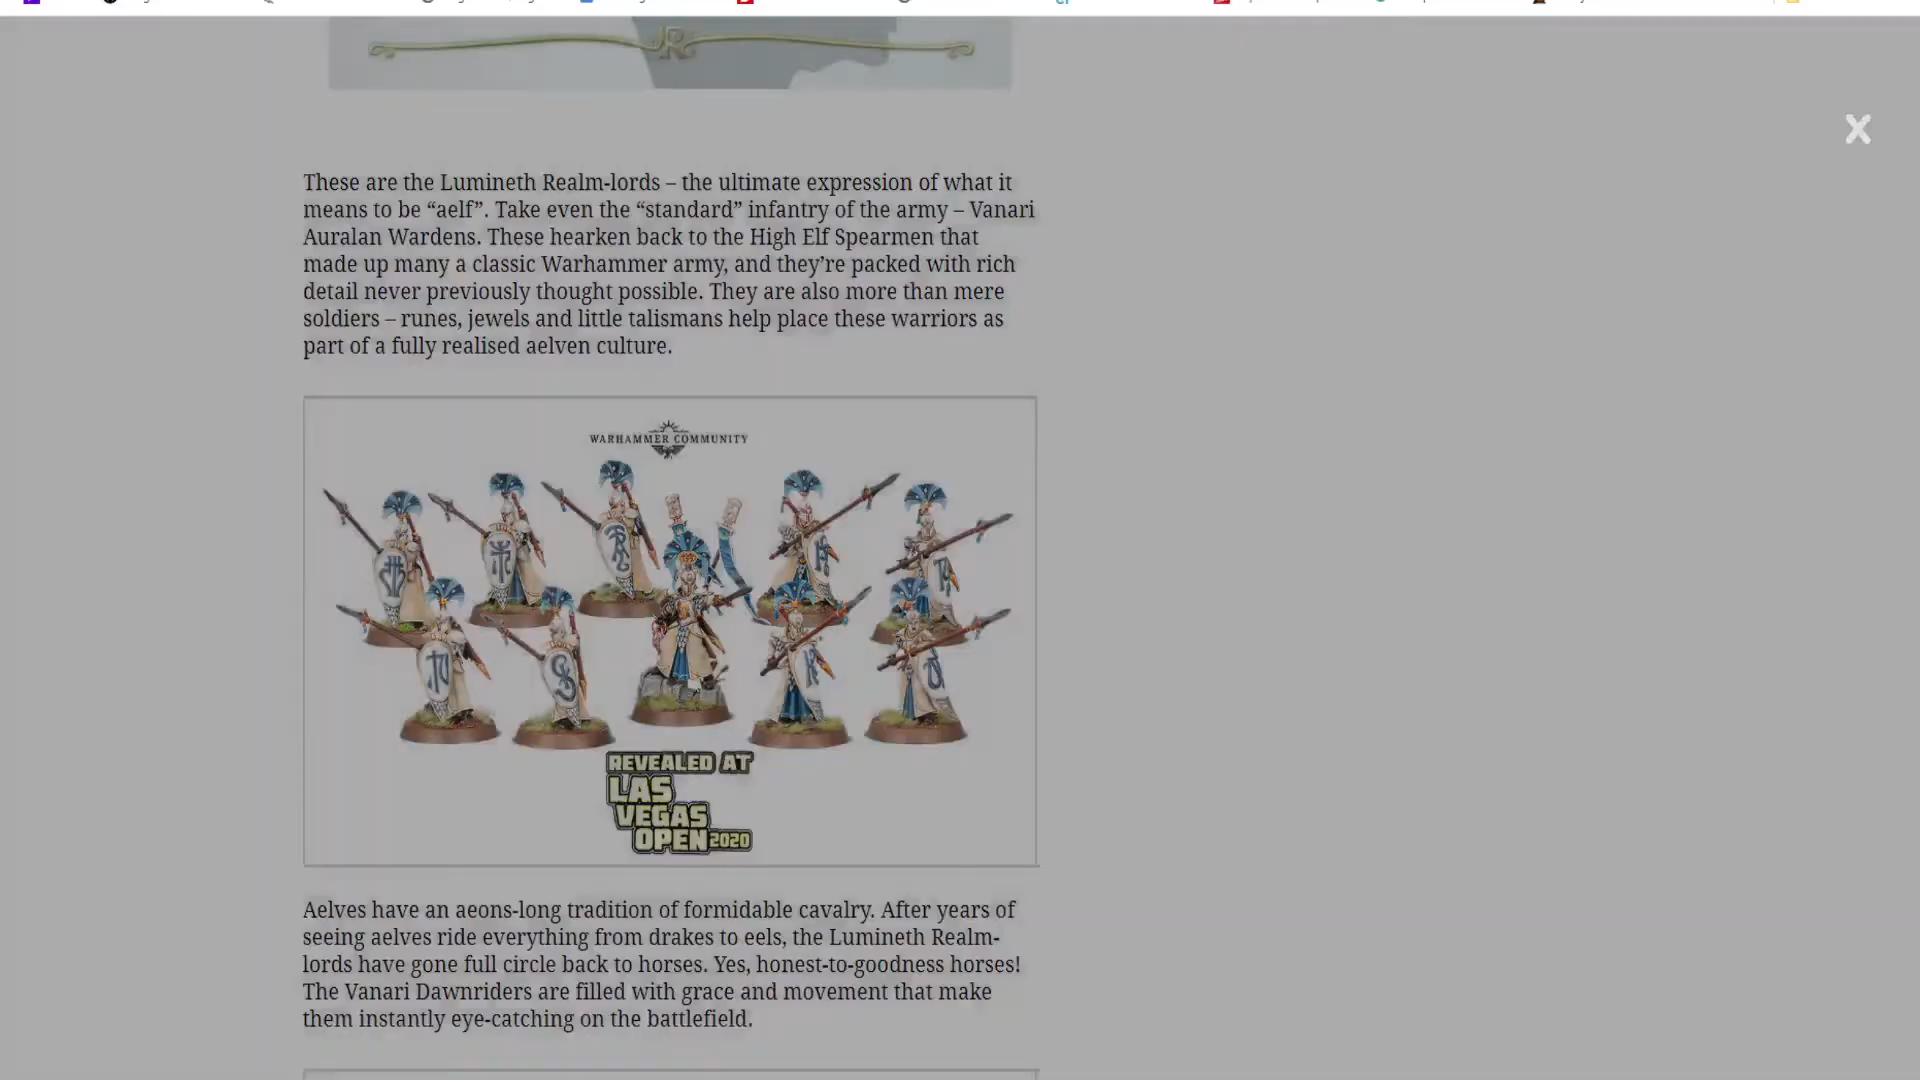 These are the Lumineth Realm-lords – the ultimate expression of what it
means to be “aelf”. Take even the “standard” infantry of the army – Vanari
Auralan Wardens. These hearken back to the High Elf Spearmen that
made up many a classic Warhammer army, and they’re packed with rich
detail never previously thought possible. They are also more than mere
soldiers – runes, jewels and little talismans help place these warriors as
part of a fully realised aelven culture.
WARHAMMER COMMUNITY
REVEALED AT
LAS
VEGAS
OPEN 2020
Aelves have an aeons-long tradition of formidable cavalry. After years of
seeing aelves ride everything from drakes to eels, the Lumineth Realm-
lords have gone full circle back to horses. Yes, honest-to-goodness horses!
The Vanari Dawnriders are filled with grace and movement that make
them instantly eye-catching on the battlefield.